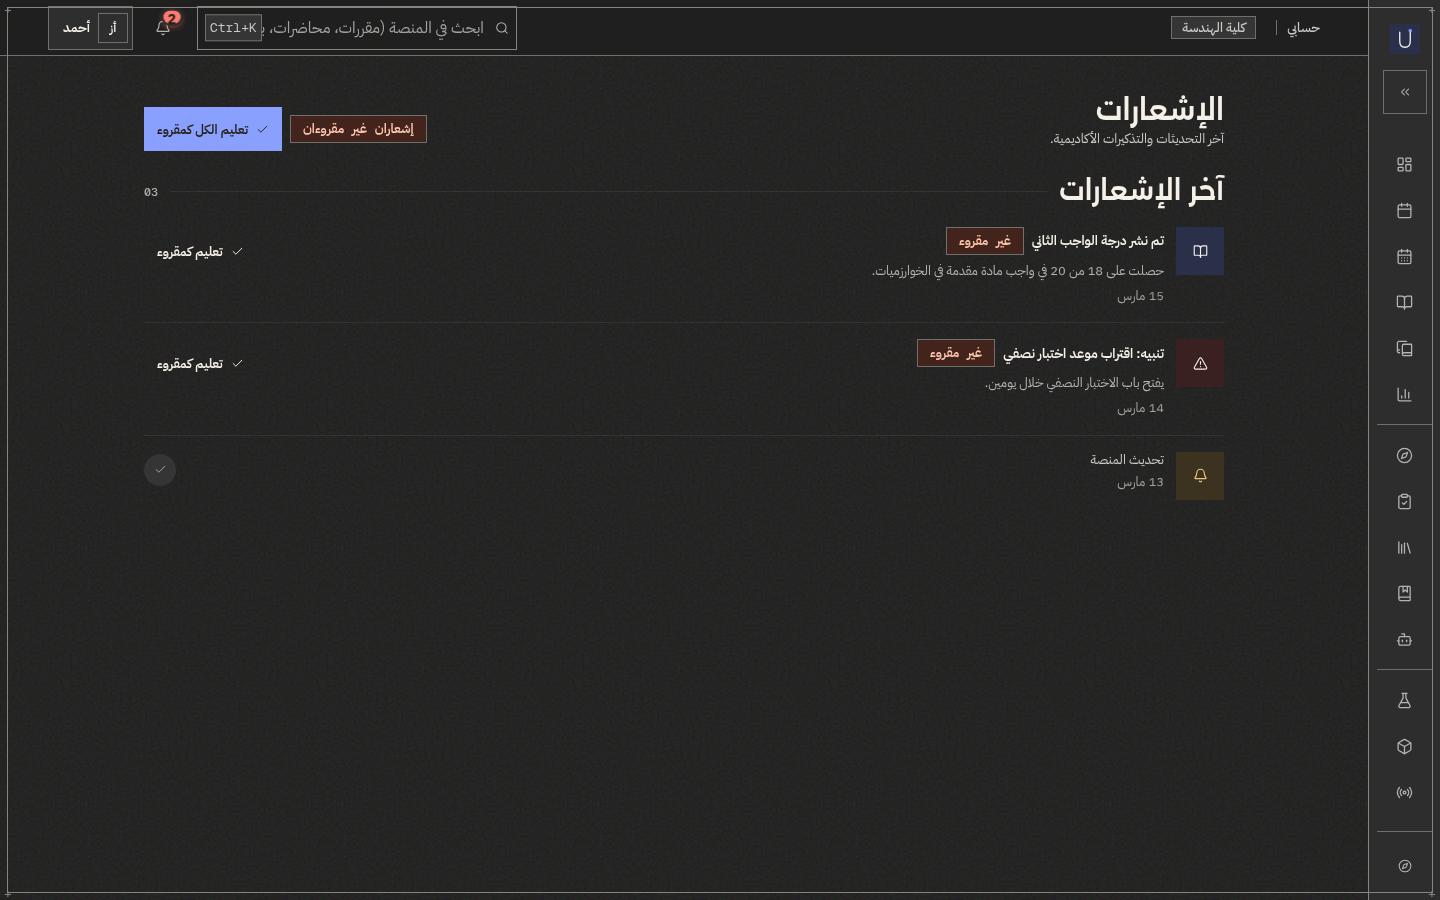 حسابي
كلية الهندسة
ابحث في المنصة (مقررات، محاضرات، ب
Ctrl+K
2
أز
أحمد
الإشعارات
آخر التحديثات والتذكيرات الأكاديمية.
إشعاران غير مقروءان
تعليم الكل كمقروء
آخر الإشعارات
03
تم نشر درجة الواجب الثاني
غير مقروء
حصلت على 18 من 20 في واجب مادة مقدمة في الخوارزميات.
15 مارس
تعليم كمقروء
تنبيه: اقتراب موعد اختبار نصفي
غير مقروء
يفتح باب الاختبار النصفي خلال يومين.
14 مارس
تعليم كمقروء
تحديث المنصة
13 مارس